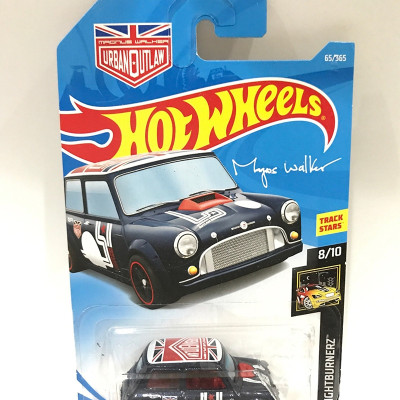 MAGNUS WALKER
URBAN OUTLAW
65/365
HOT WHEELS
Magnus Walker
TRACK
STARS
8/10
NIGHTBURNERZ